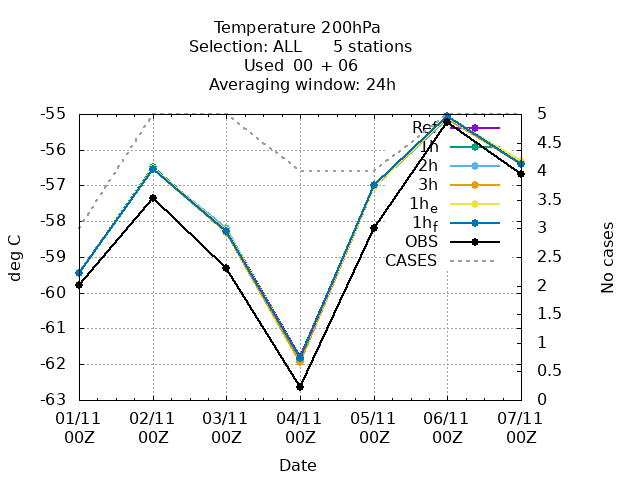 Temperature 200hPa
Selection: ALL 5 stations
Used 00 + 06
Averaging window: 24h
-55
-56
-57
-58
-59
-60
-61
-62
-63
deg C
5
4.5
4
3.5
3
2.5
2
1.5
1
0.5
0
No cases
Ref
1h
2h
3h
1he
1hf
OBS
CASES
01/11 02/11 03/11 04/11 05/11 06/11 07/11
00Z 00Z 00Z 00Z 00Z 00Z 00Z
Date